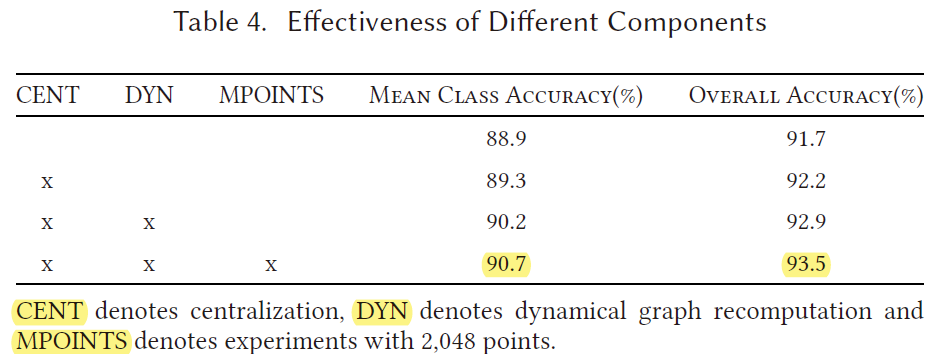 Table 4. Effectiveness of Different Components
CENT DYN MPOINTS MEAN CLASS ACCURACY(%) OVERALL ACCURACY(%)
88.9 91.7
x 89.3 92.2
x x 90.2 92.9
x x x 90.7 93.5
CENT denotes centralization, DYN denotes dynamical graph recomputation and
MPOINTS denotes experiments with 2,048 points.